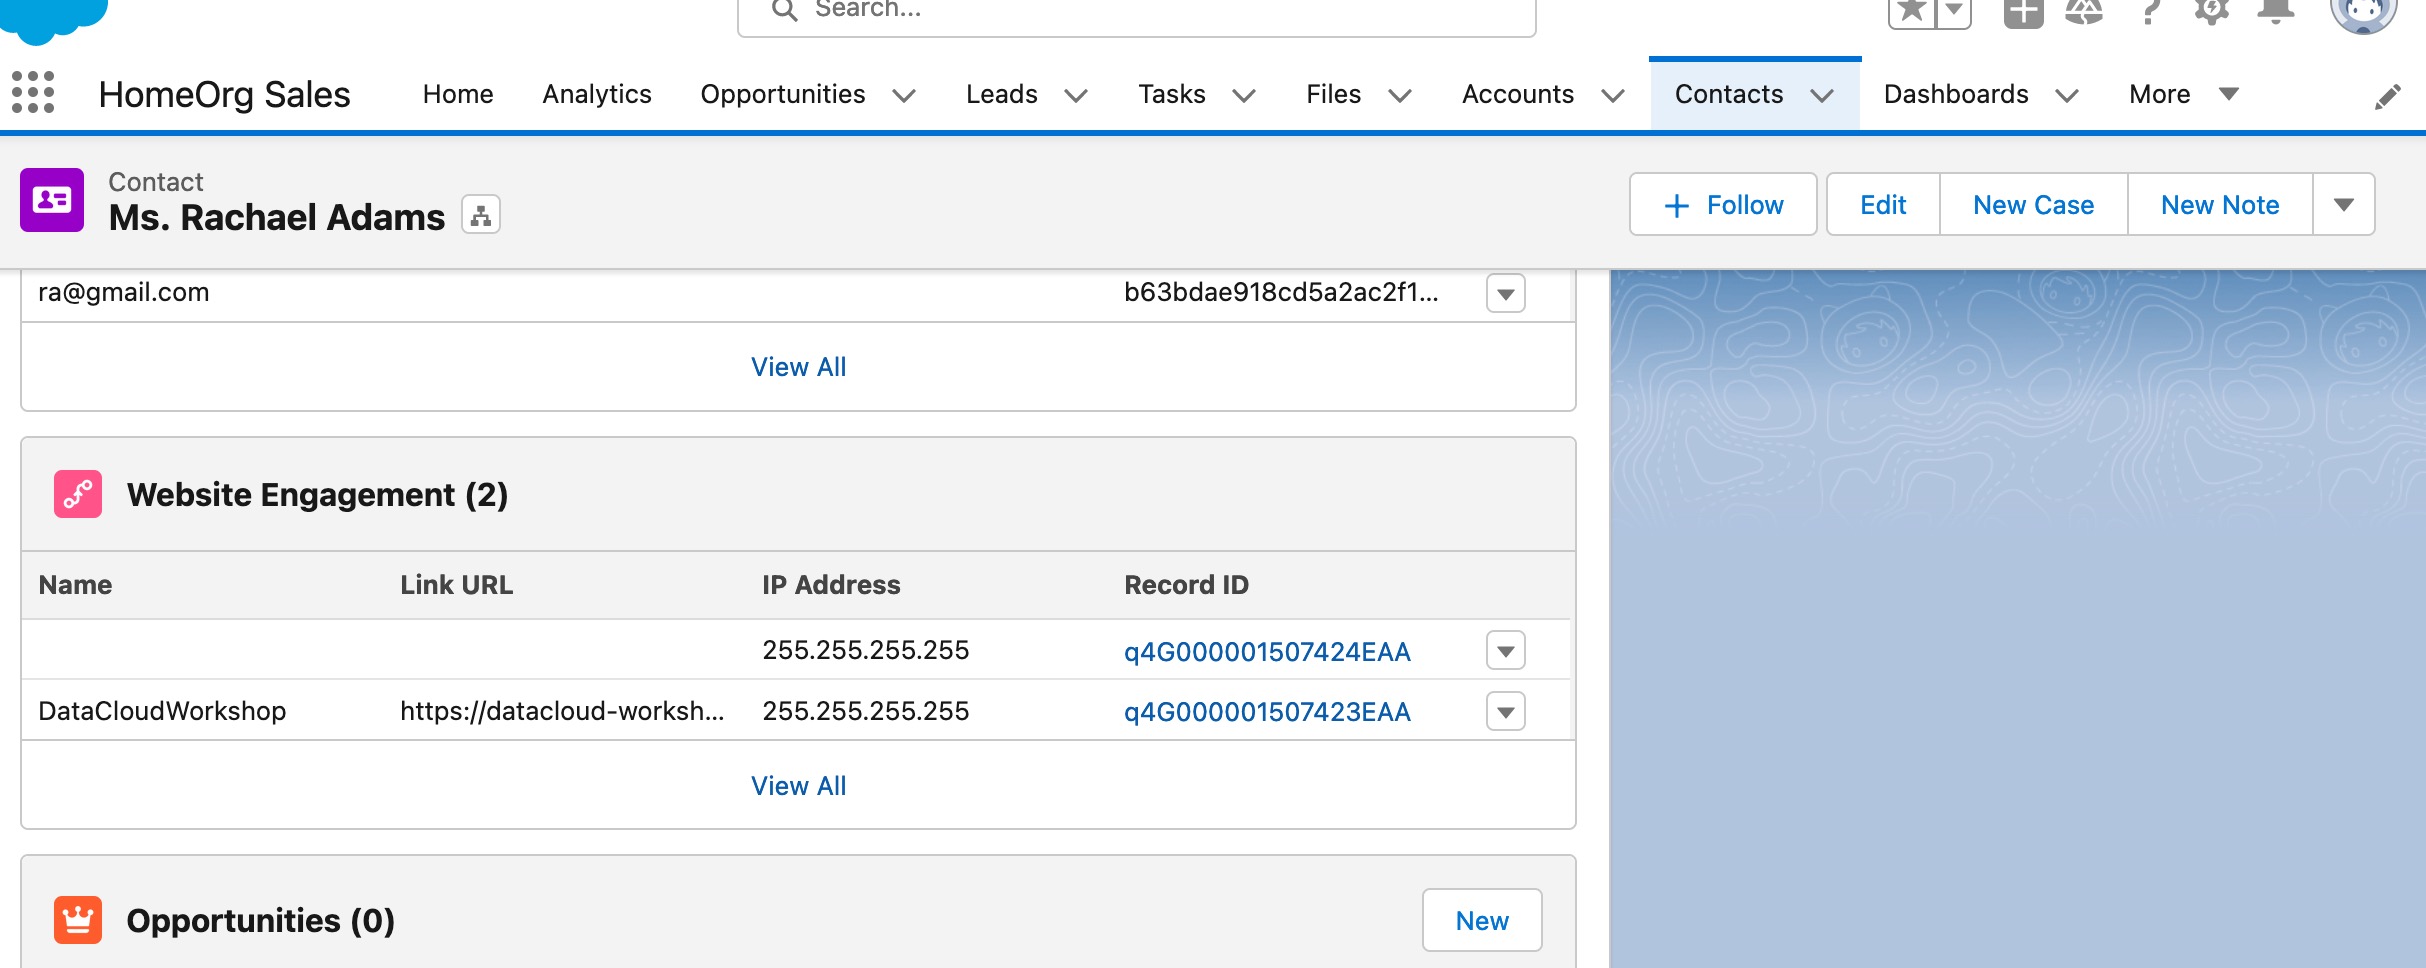 Search...
HomeOrg Sales Home Analytics Opportunities Leads Tasks Files Accounts Contacts Dashboards More
Contact
Ms. Rachael Adams
Follow Edit New Case New Note
ra@gmail.com b63bdae918cd5a2ac2f1...
View All
Website Engagement (2)
Name Link URL IP Address Record ID
255.255.255.255 q4G000001507424EAA
DataCloudWorkshop https://datacloud-worksh... 255.255.255.255 q4G000001507423EAA
View All
Opportunities (0)
New